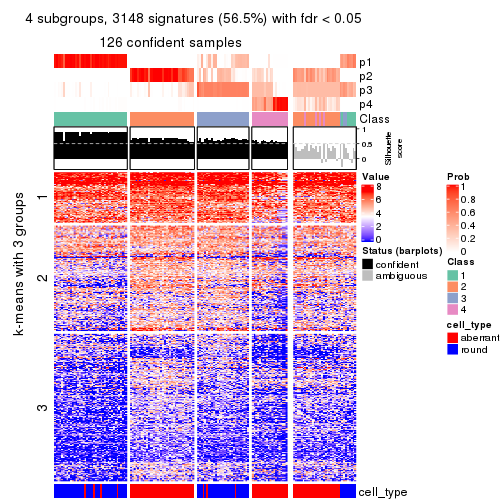 4 subgroups, 3148 signatures (56.5%) with fdr < 0.05
126 confident samples
p1
p2
p3
p4
Class
1
0.5
0
Silhouette
score
k-means with 3 groups
1
2
3
Value
8
6
4
2
0
Status (barplots)
confident
ambiguous
Prob
1
0.8
0.6
0.4
0.2
0
Class
1
2
3
4
cell_type
aberrant
round
cell_type